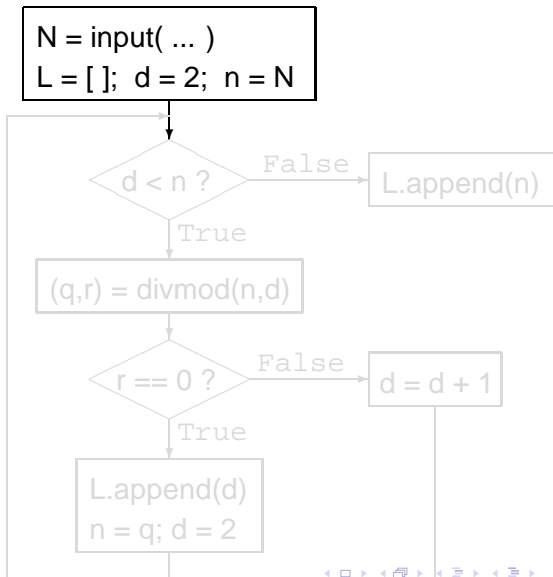 N = input( ... )
L = [ ]; d = 2; n = N
d < n ?
False
L.append(n)
True
(q,r) = divmod(n,d)
r == 0 ?
False
d = d + 1
True
L.append(d)
n = q; d = 2